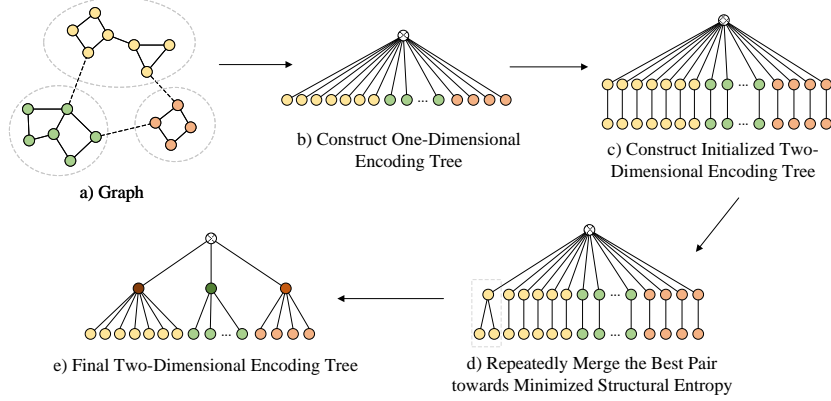 a) Graph
b) Construct One-Dimensional
Encoding Tree
c) Construct Initialized Two-
Dimensional Encoding Tree
d) Repeatedly Merge the Best Pair
towards Minimized Structural Entropy
e) Final Two-Dimensional Encoding Tree